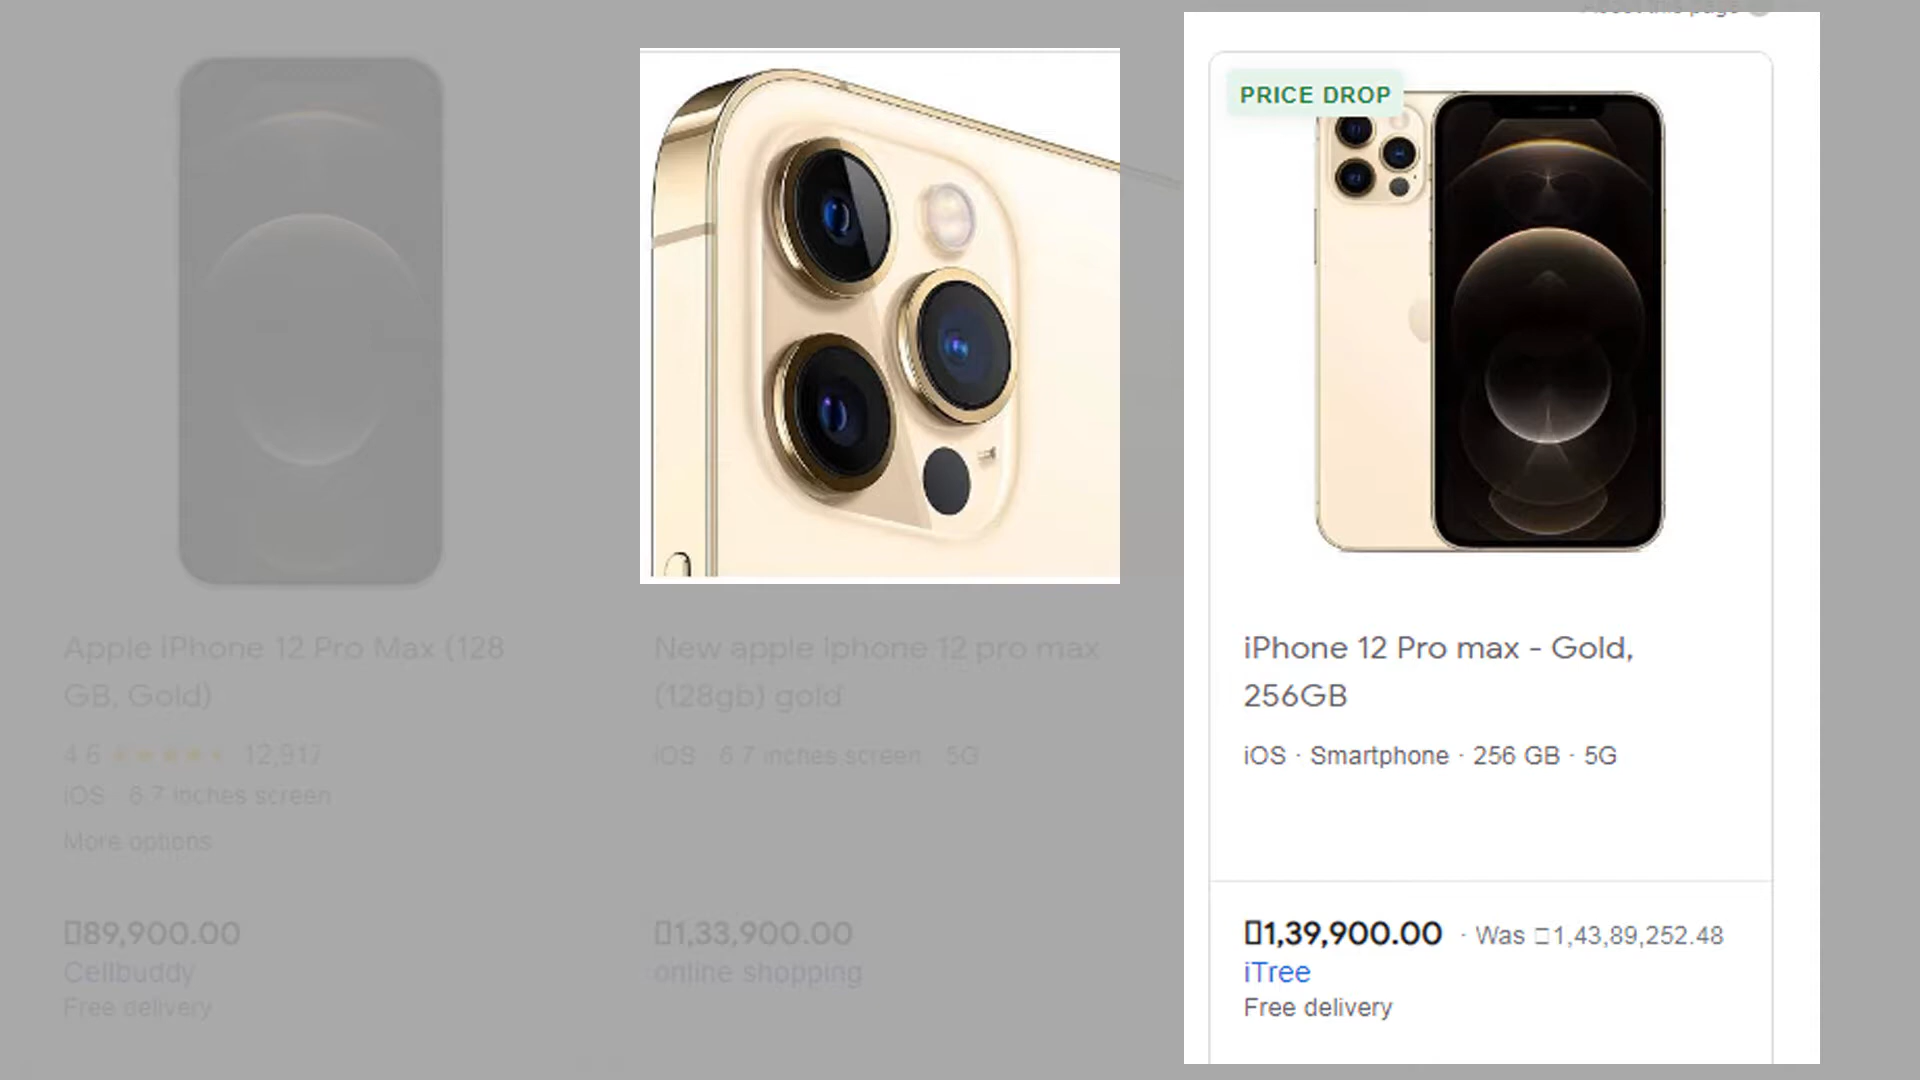 PRICE DROP
Apple iPhone 12 Pro Max (128
GB, Gold)
4.6 12,917
iOS · 6.7 inches screen
More options
89,900.00
Cellbuddy
Free delivery
New apple Iphone 12 pro max
(128gb) gold
iOS · 6.7 inches screen · 5G
1,33,900.00
online shopping
iPhone 12 Pro max - Gold,
256GB
iOS · Smartphone · 256 GB · 5G
1,39,900.00 · Was 1,43,89,252.48
iTree
Free delivery